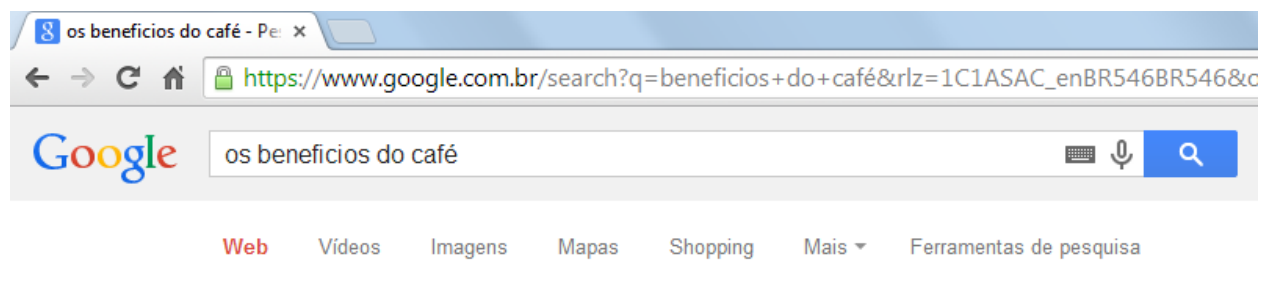 os beneficios do café - Pe
https://www.google.com.br/search?q=beneficios+do+café&rlz=1C1ASAC_enBR546BR546&o
Google os beneficios do café
Web Vídeos Imagens Mapas Shopping Mais Ferramentas de pesquisa